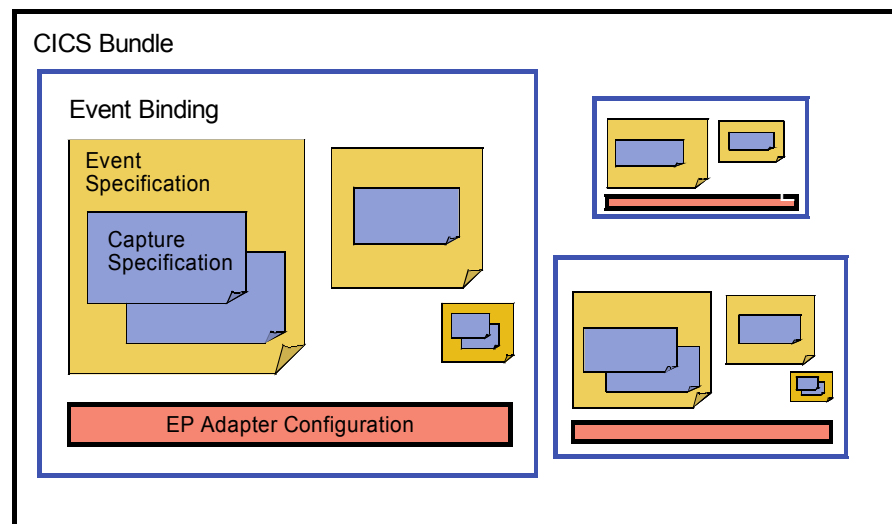 CICS Bundle
Event Binding
Event
Specification
Capture
Specification
EP Adapter Configuration